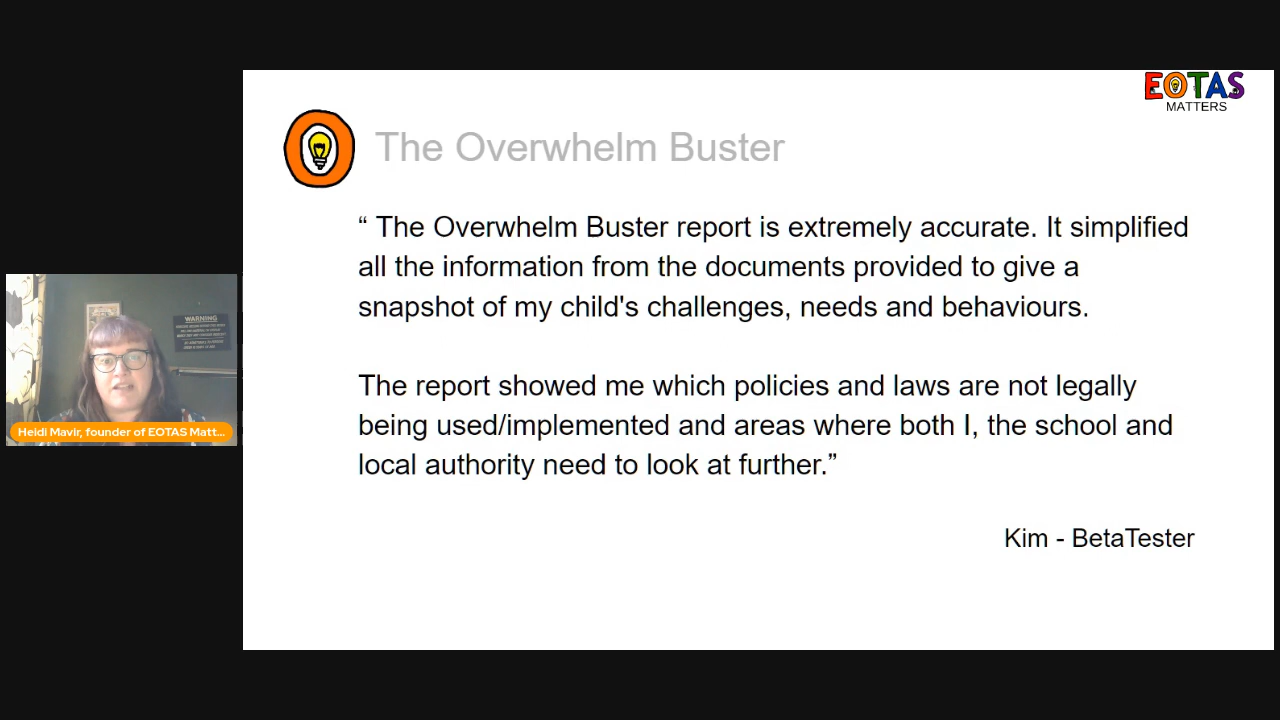 EOTAS
MATTERS
The Overwhelm Buster
“ The Overwhelm Buster report is extremely accurate. It simplified
all the information from the documents provided to give a
snapshot of my child's challenges, needs and behaviours.
The report showed me which policies and laws are not legally
being used/implemented and areas where both I, the school and
local authority need to look at further.”
Kim - BetaTester
WARNING
Heidi Mavir, founder of EOTAS Matt...